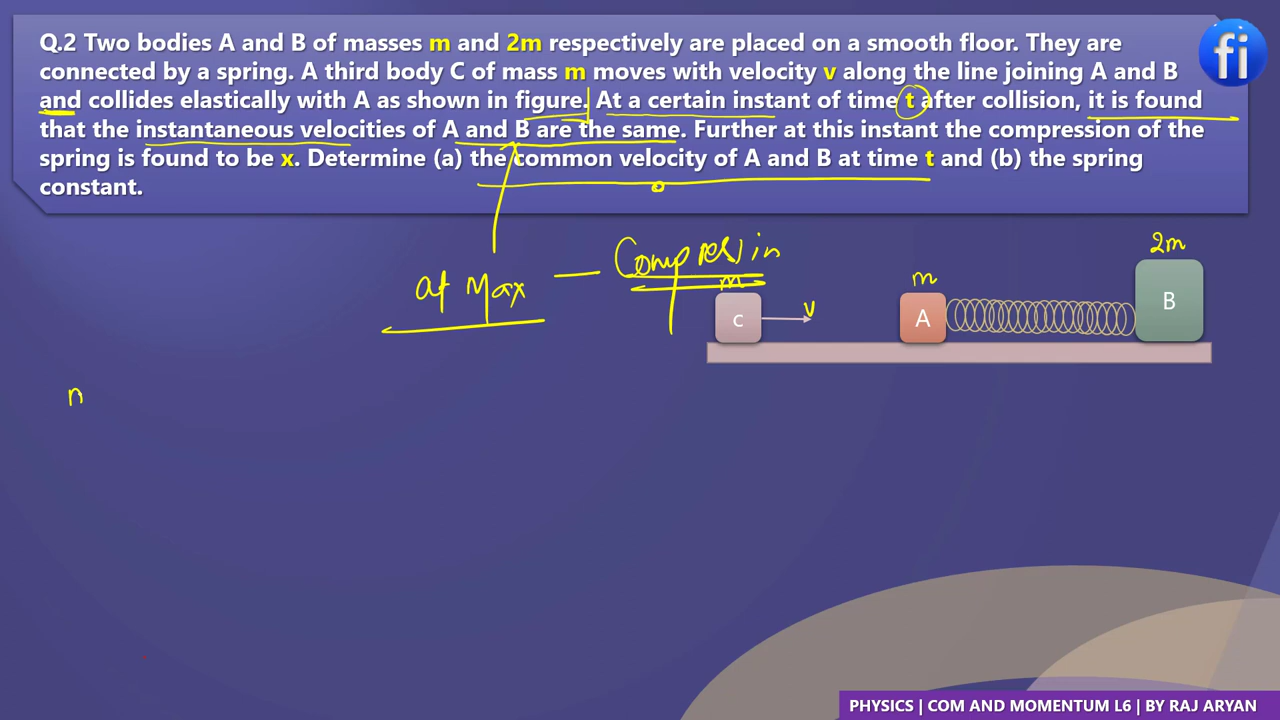 Q.2 Two bodies A and B of masses m and 2m respectively are placed on a smooth floor. They are
connected by a spring. A third body C of mass m moves with velocity v along the line joining A and B
and collides elastically with A as shown in figure. At a certain instant of time t after collision, it is found
that the instantaneous velocities of A and B are the same. Further at this instant the compression of the
spring is found to be x. Determine (a) the common velocity of A and B at time t and (b) the spring
constant.
fi
at Max — Compressin
m
c
v
m
A
2m
B
n
PHYSICS | COM AND MOMENTUM L6 | BY RAJ ARYAN